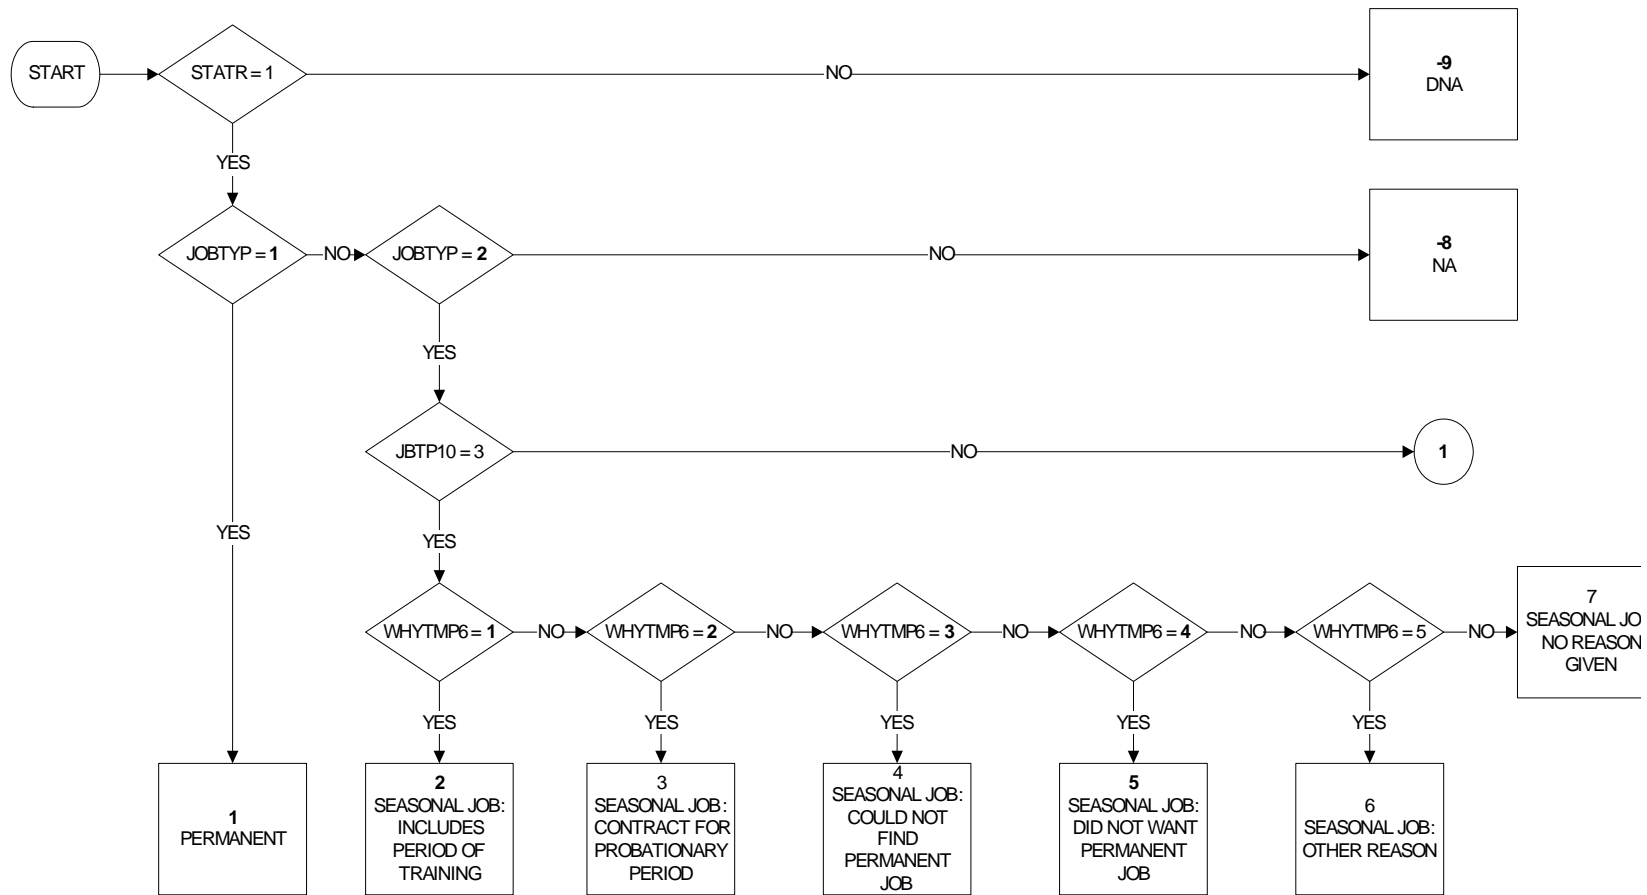 START
STATR = 1
NO
-9
DNA
YES
JOBTYP = 1
NO
JOBTYP = 2
NO
-8
NA
YES
JBTP10 = 3
NO
1
YES
YES
WHYTMP6 = 1
NO
WHYTMP6 = 2
NO
WHYTMP6 = 3
NO
WHYTMP6 = 4
NO
WHYTMP6 = 5
NO
7
SEASONAL
NO REASON
GIVEN
YES
YES
YES
YES
YES
1
PERMANENT
2
SEASONAL JOB:
INCLUDES
PERIOD OF
TRAINING
3
SEASONAL JOB:
CONTRACT FOR
PROBATIONARY
PERIOD
4
SEASONAL JOB:
COULD NOT
FIND
PERMANENT
JOB
5
SEASONAL JOB:
DID NOT WANT
PERMANENT
JOB
6
SEASONAL JOB:
OTHER REASON